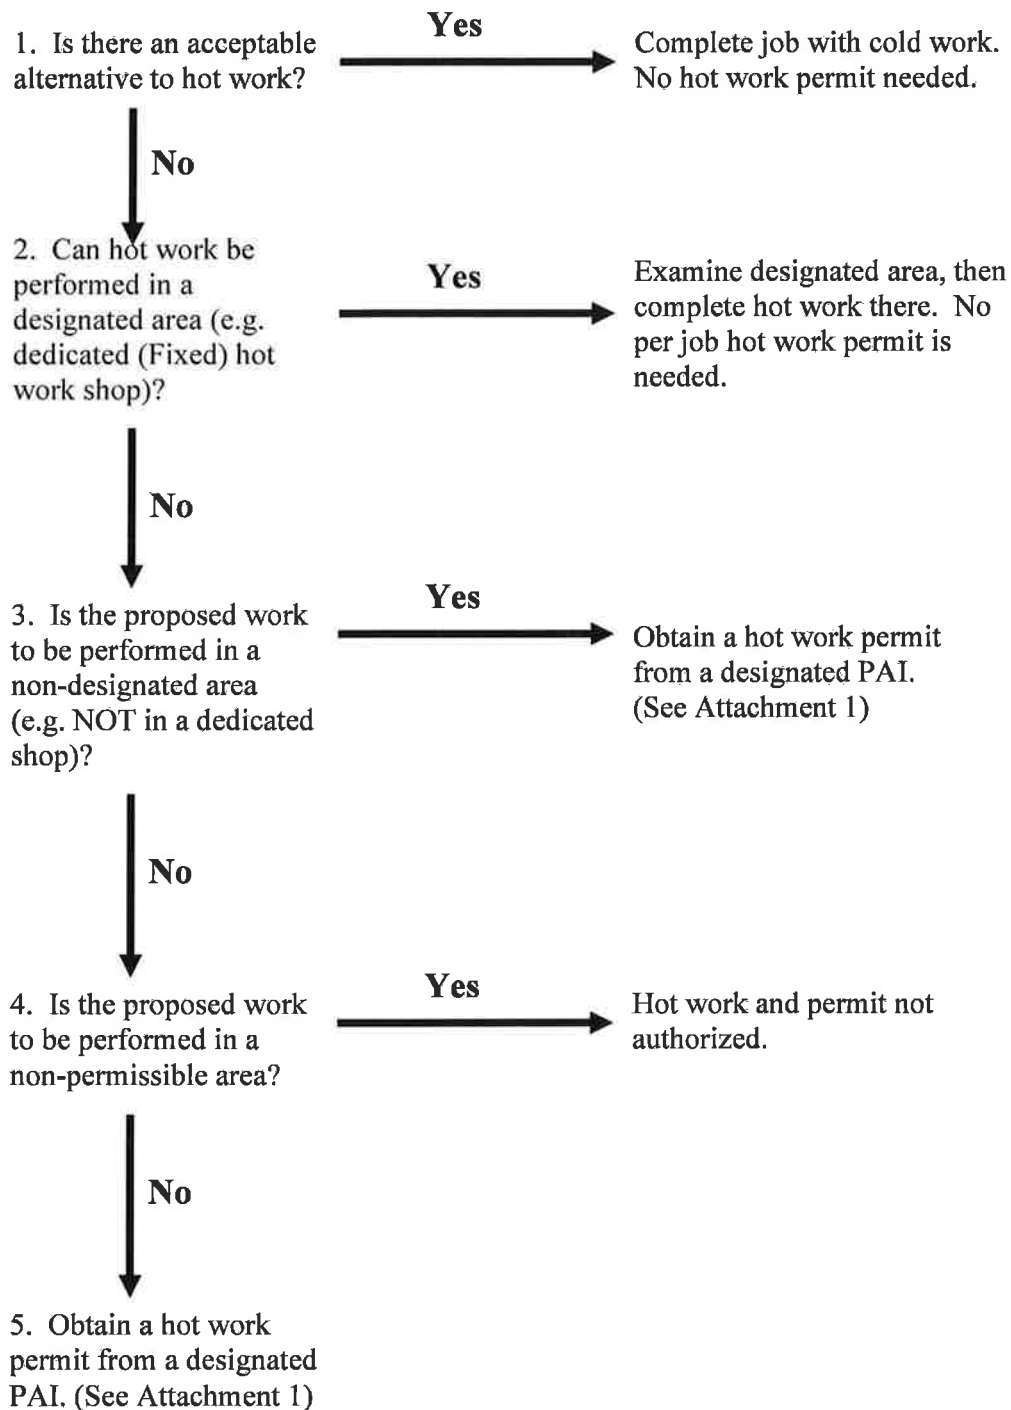 Yes
1. Is there an acceptable
alternative to hot work?
Complete job with cold work.
No hot work permit needed.
No
2. Can hot work be
performed in a
designated area (e.g.
dedicated (Fixed) hot
work shop)?
Yes
Examine designated area, then
complete hot work there. No
per job hot work permit is
needed.
No
3. Is the proposed work
to be performed in a
non-designated area
(e.g. NOT in a dedicated
shop)?
Yes
Obtain a hot work permit
from a designated PAI.
(See Attachment 1)
No
4. Is the proposed work
to be performed in a
non-permissible area?
Yes
Hot work and permit not
authorized.
No
5. Obtain a hot work
permit from a designated
PAI. (See Attachment 1)